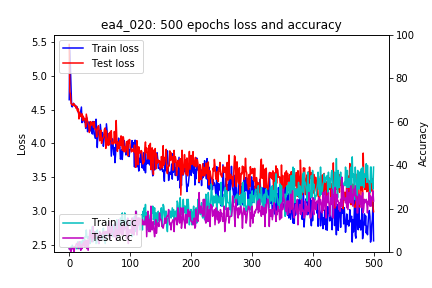 ea4_020: 500 epochs loss and accuracy
Train loss
Test loss
Train acc
Test acc
Loss
Accuracy
5.5
5.0
4.5
4.0
3.5
3.0
2.5
100
80
60
40
20
0
0
100
200
300
400
500